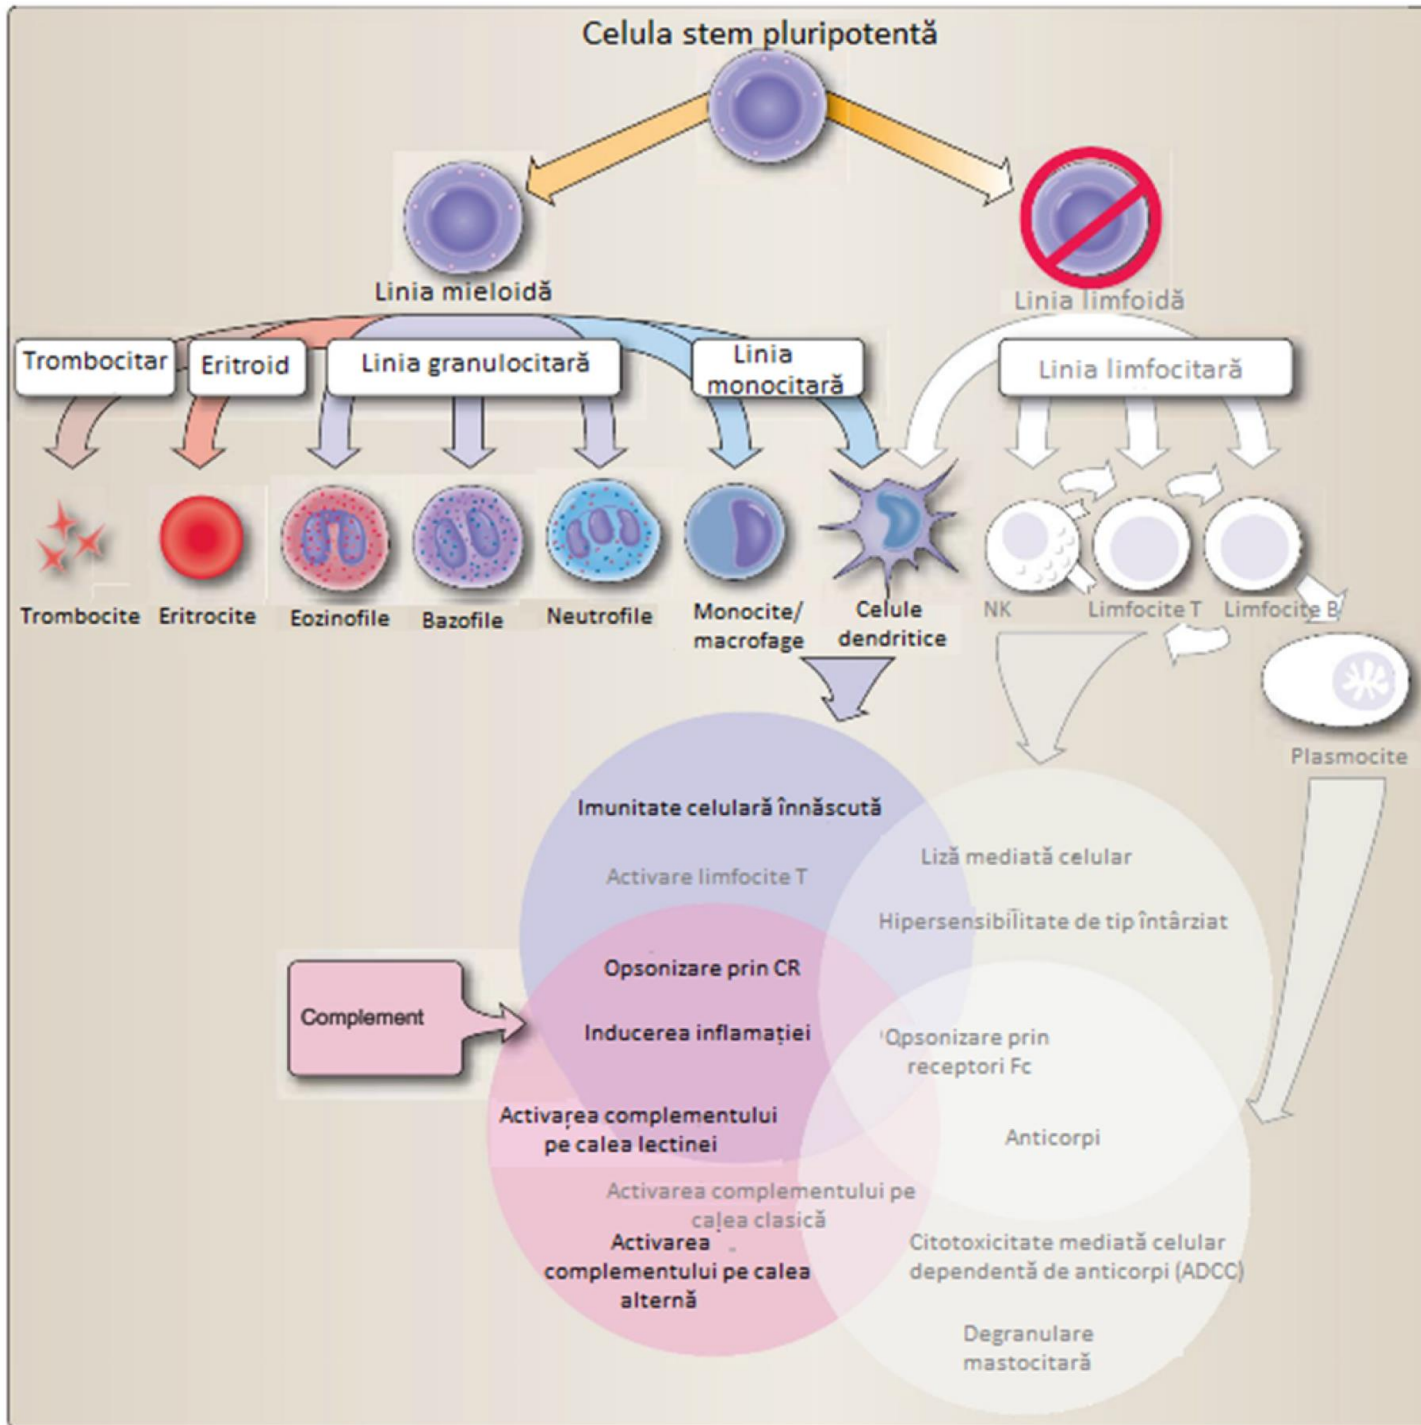 Celula stem pluripotentă
Linia mieloidă
Linia limfoidă
Trombocitar
Eritroid
Linia granulocitară
Linia
monocitară
Linia limfocitară
Trombocite
Eritrocite
Eozinofile
Bazofile
Neutrofile
Monocite/
macrofage
Celule
dendritice
NK
Limfocite T
Limfocite B
Plasmocite
Imunitate celulară înnăscută
Activare limfocite T
Liză mediată celular
Hipersensibilitate de tip întârziat
Opsonizare prin CR
Complement
Inducerea inflamației
Opsonizare prin
receptori Fc
Activarea complementului
pe calea lectinei
Anticorpi
Activarea complementului pe
calea clasică
Activarea
complementului pe calea
alternă
Citotoxicitate mediată celular
dependentă de anticorpi (ADCC)
Degranulare
mastocitară